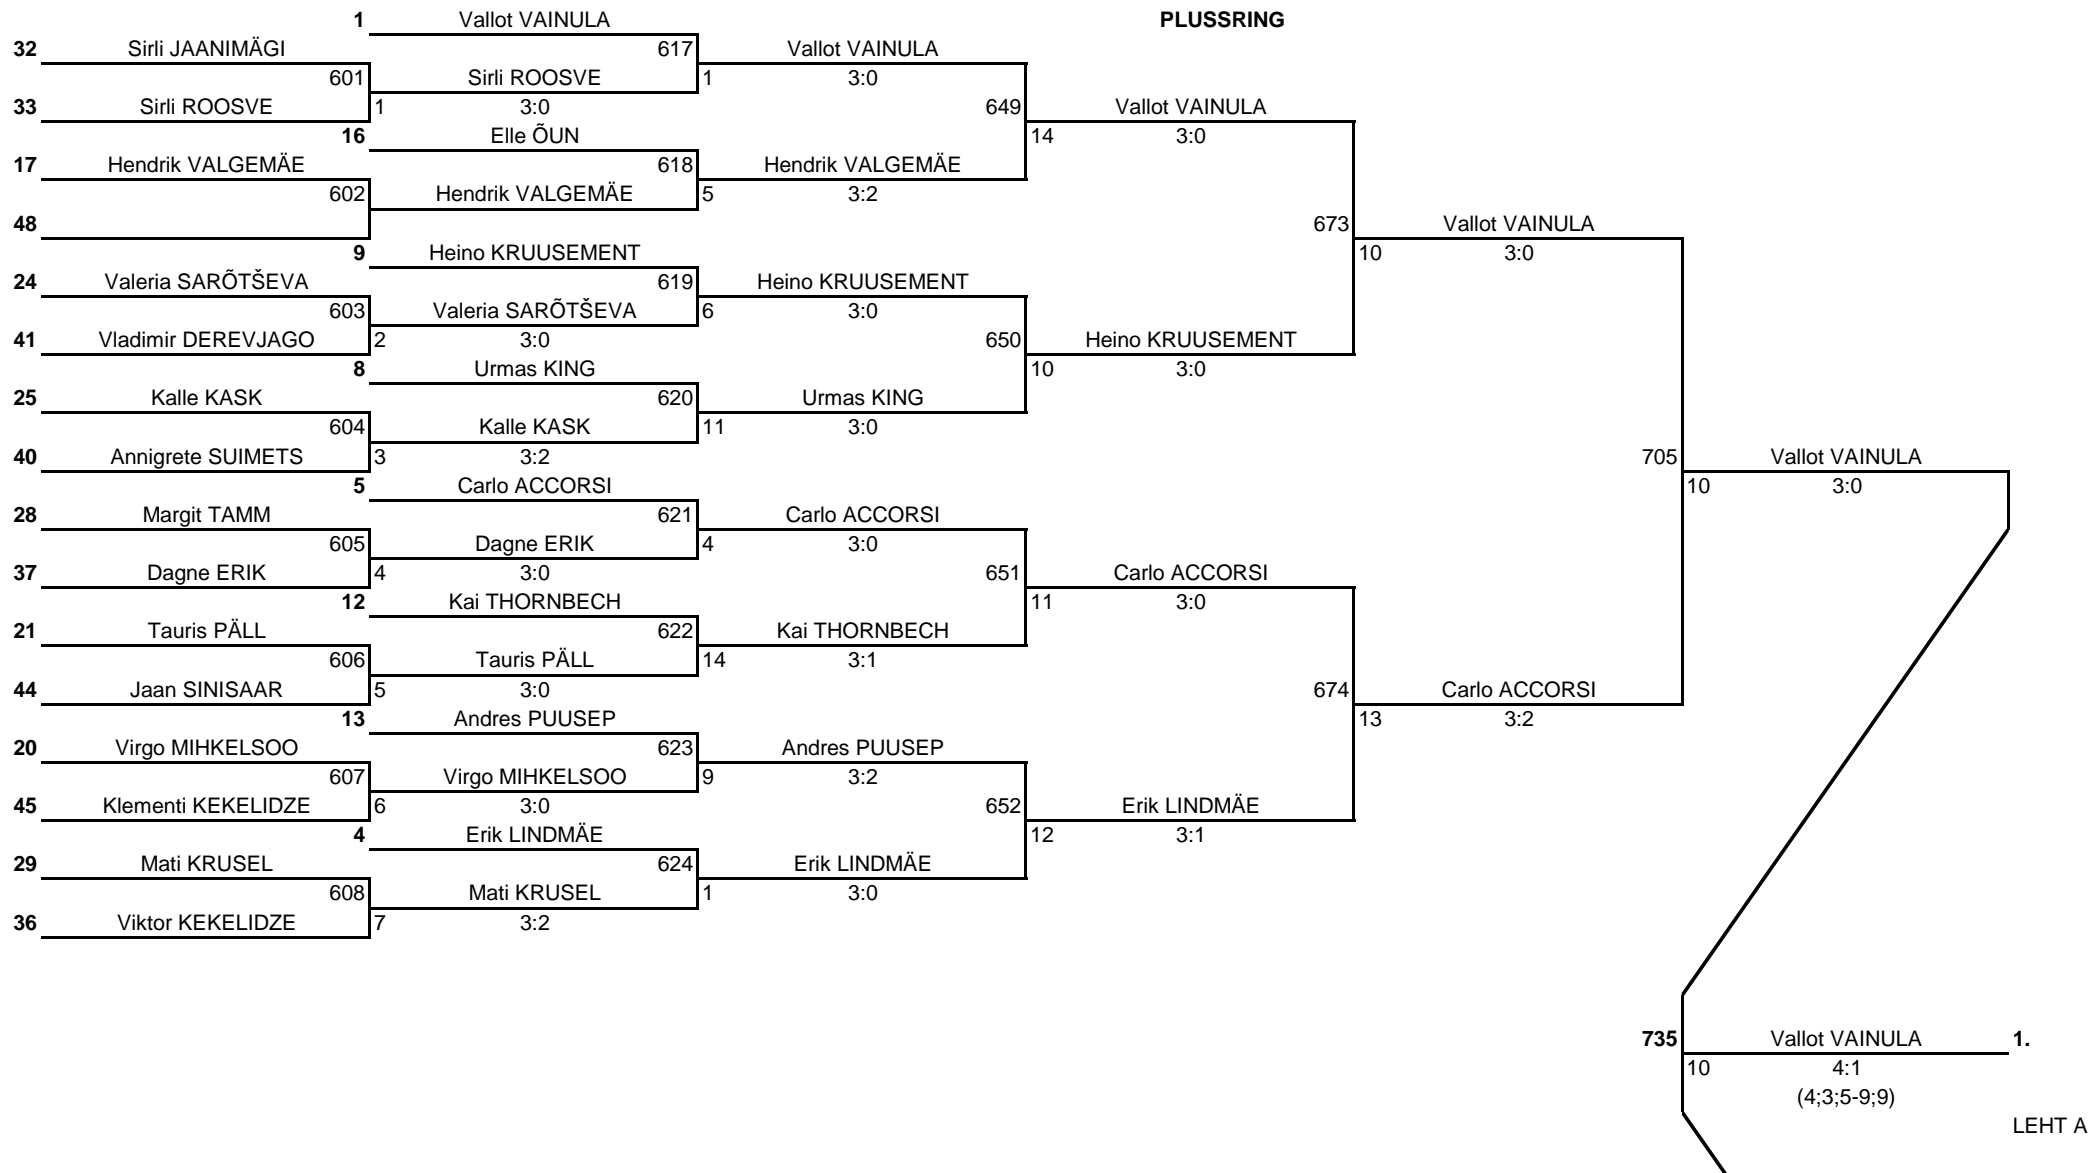 1 Vallot VAINULA PLUSSRING
32 Sirli JAANIMÄGI 617 Vallot VAINULA
601 Sirli ROOSVE 1 3:0
33 Sirli ROOSVE 1 3:0 649 Vallot VAINULA
16 Elle ÕUN 14 3:0
17 Hendrik VALGEMÄE 618 Hendrik VALGEMÄE
602 Hendrik VALGEMÄE 5 3:2
48 673 Vallot VAINULA
9 Heino KRUUSEMENT 10 3:0
24 Valeria SARÕTŠEVA 619 Heino KRUUSEMENT
603 Valeria SARÕTŠEVA 6 3:0
41 Vladimir DEREVJAGO 2 3:0 650 Heino KRUUSEMENT
8 Urmas KING 10 3:0
25 Kalle KASK 620 Urmas KING
604 Kalle KASK 11 3:0
40 Annigrete SUIMETS 3 3:2 705 Vallot VAINULA
5 Carlo ACCORSI 10 3:0
28 Margit TAMM 621 Carlo ACCORSI
605 Dagne ERIK 4 3:0
37 Dagne ERIK 4 3:0 651 Carlo ACCORSI
12 Kai THORNBECH 11 3:0
21 Tauris PÄLL 622 Kai THORNBECH
606 Tauris PÄLL 14 3:1
44 Jaan SINISAAR 5 3:0 674 Carlo ACCORSI
13 Andres PUUSEP 13 3:2
20 Virgo MIHKELSOO 623 Andres PUUSEP
607 Virgo MIHKELSOO 9 3:2
45 Klementi KEKELIDZE 6 3:0 652 Erik LINDMÄE
4 Erik LINDMÄE 12 3:1
29 Mati KRUSEL 624 Erik LINDMÄE
608 Mati KRUSEL 1 3:0
36 Viktor KEKELIDZE 7 3:2
735 Vallot VAINULA 1.
10 4:1
(4;3;5-9;9)
LEHT A